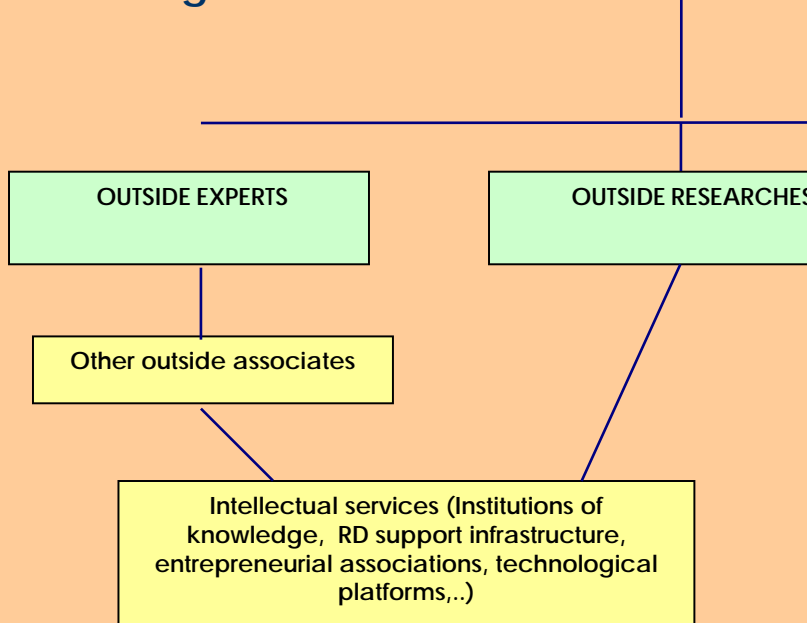 OUTSIDE EXPERTS
OUTSIDE RESEARCHES
Other outside associates
Intellectual services (Institutions of
knowledge, RD support infrastructure,
entrepreneurial associations, technological
platforms,..)